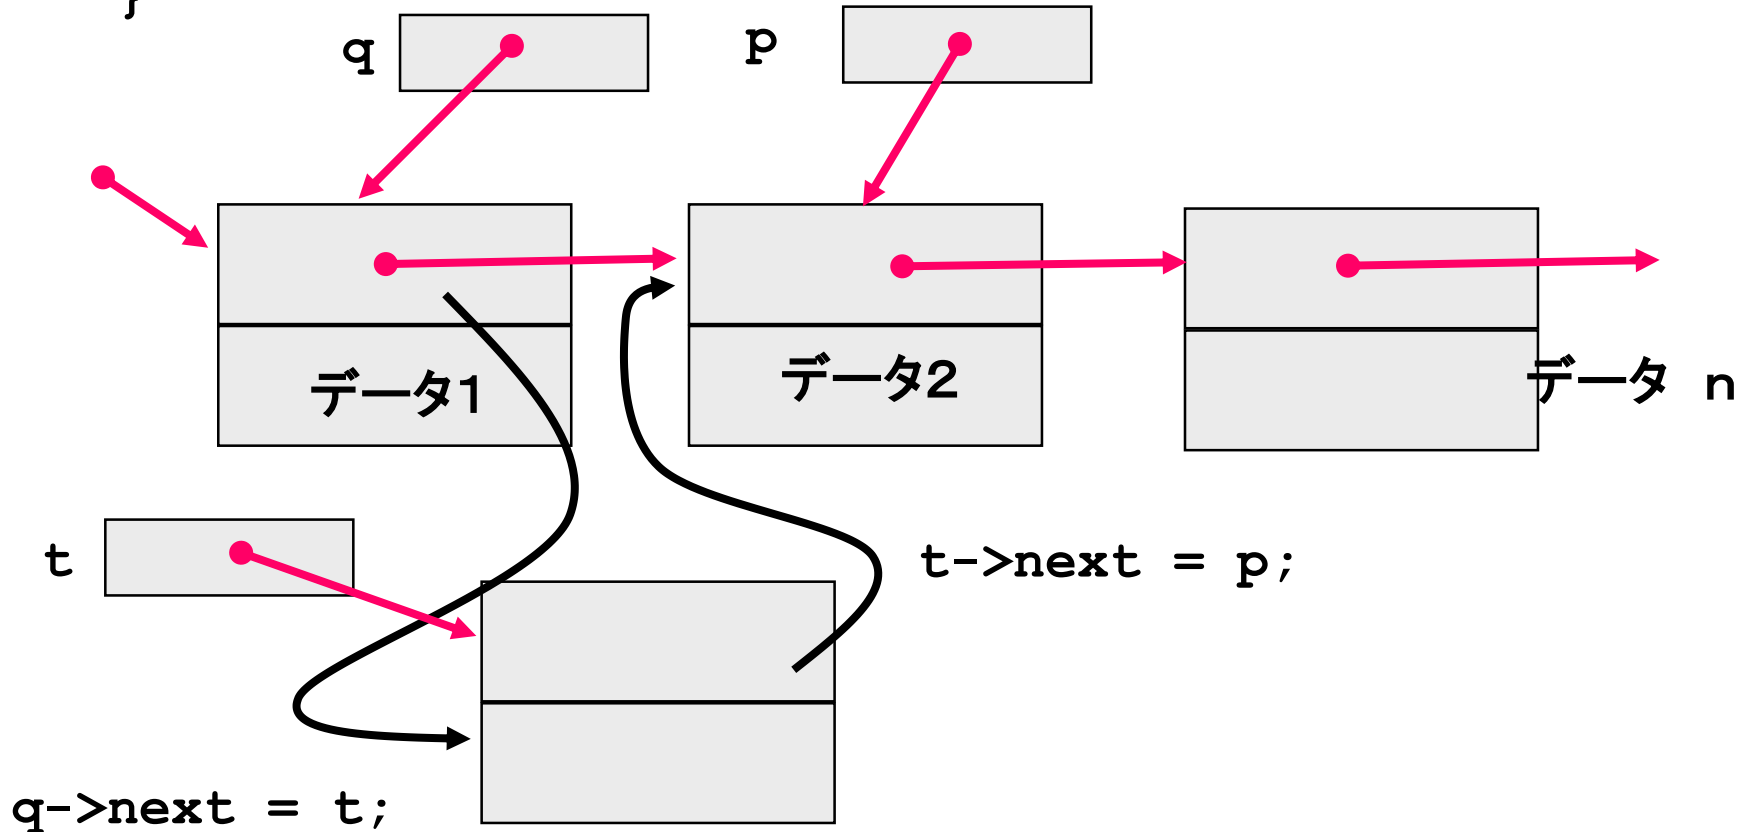 }
q
p
データ1
データ2
データ n
t
t->next = p;
q->next = t;